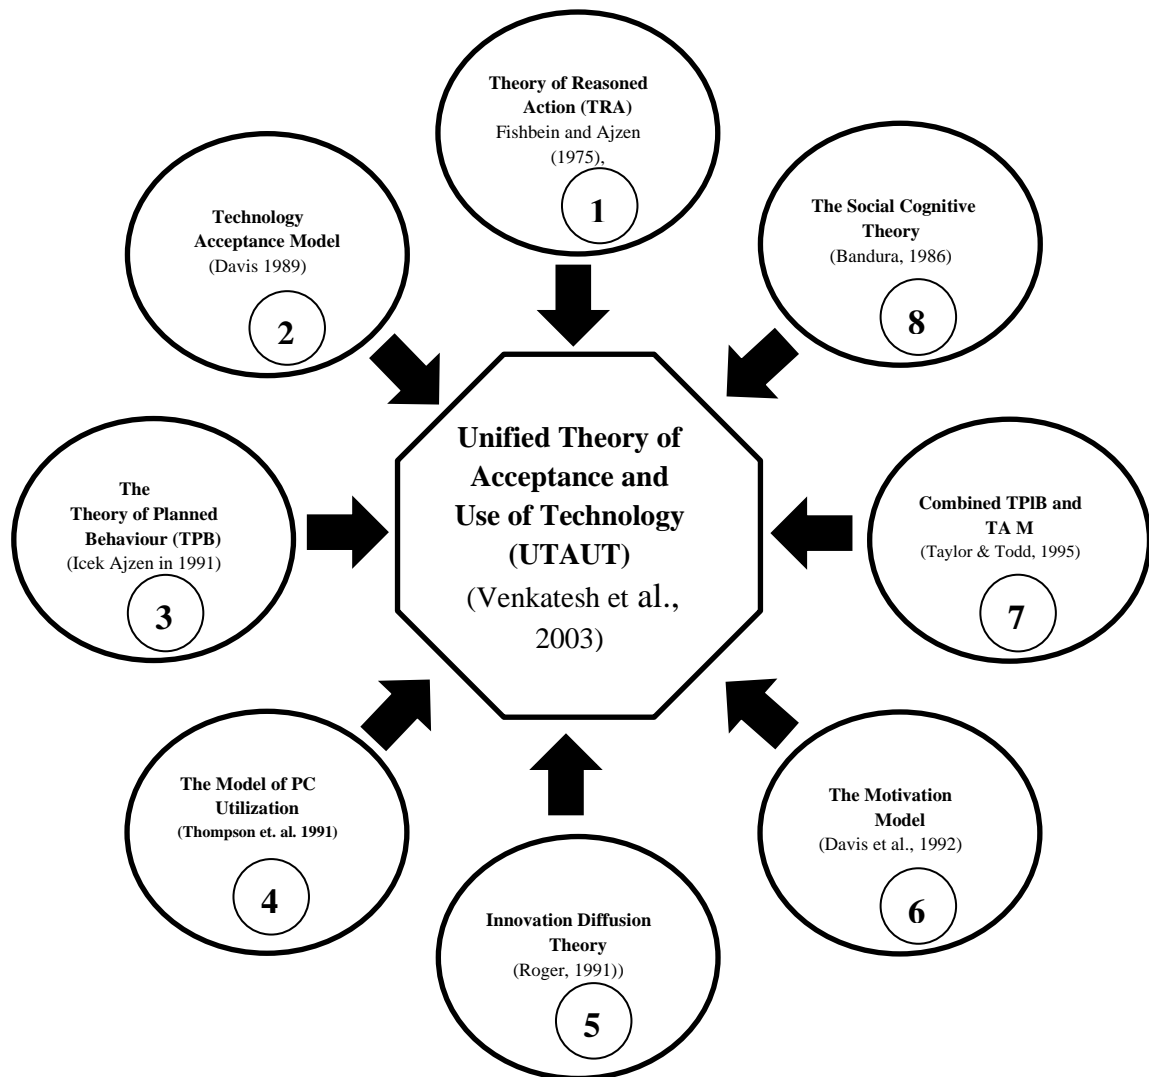 Theory of Reasoned
Action (TRA)
Fishbein and Ajzen
(1975),
1
Technology
Acceptance Model
(Davis 1989)
2
The
Theory of Planned
Behaviour (TPB)
(Icek Ajzen in 1991)
3
The Model of PC
Utilization
(Thompson et. al. 1991)
4
Innovation Diffusion
Theory
(Roger, 1991))
5
The Motivation
Model
(Davis et al., 1992)
6
Combined TPlB and
TA M
(Taylor & Todd, 1995)
7
The Social Cognitive
Theory
(Bandura, 1986)
8
Unified Theory of
Acceptance and
Use of Technology
(UTAUT)
(Venkatesh et al.,
2003)